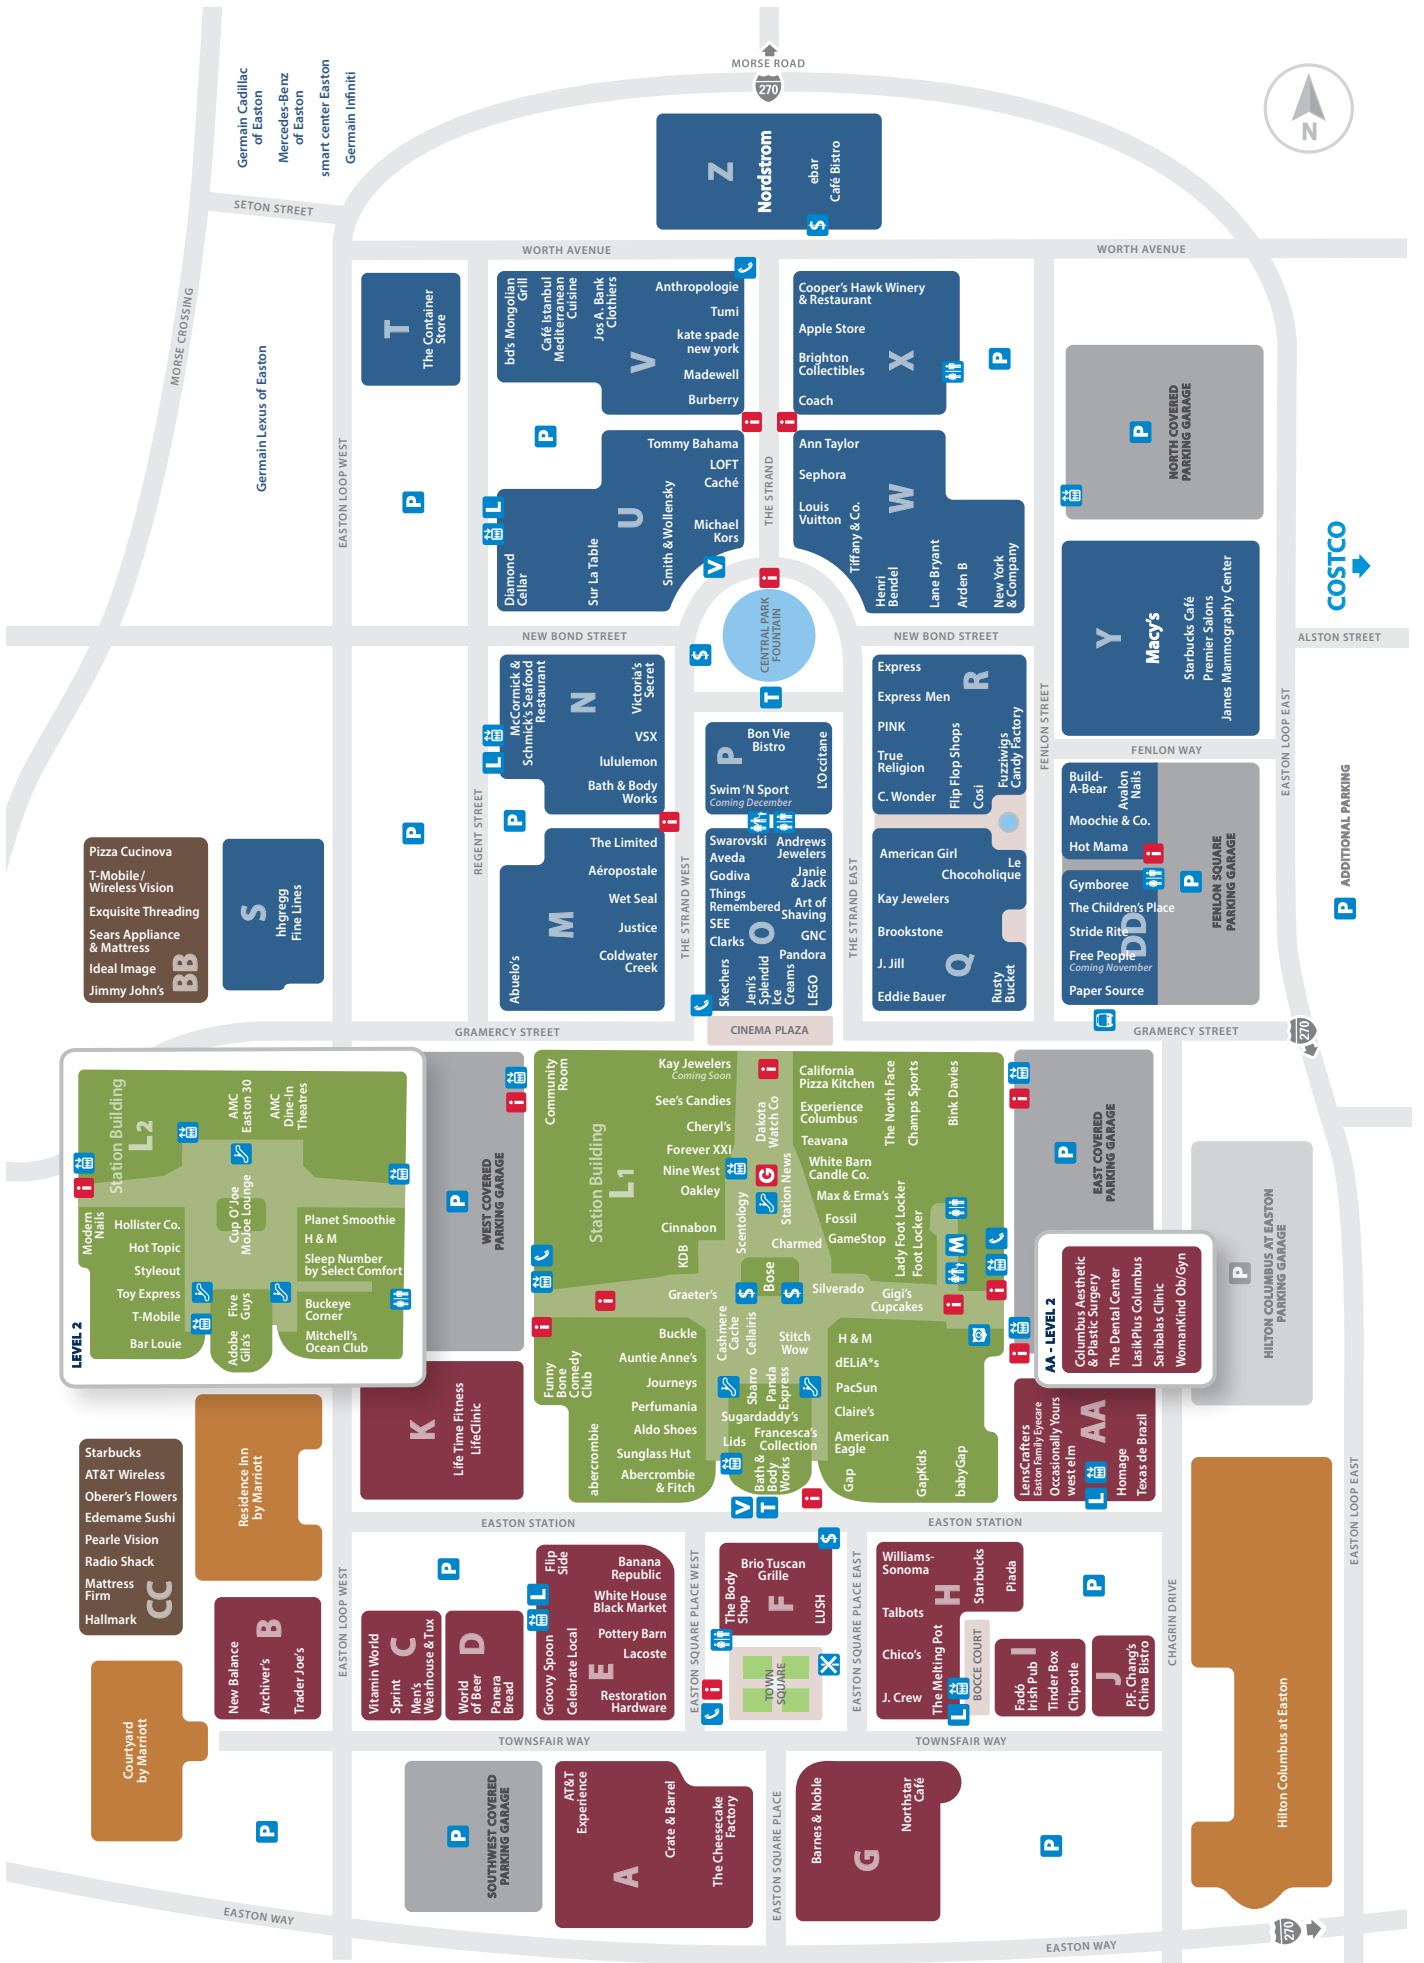 MORSE ROAD
270
N
Germain Cadillac
of Easton
Mercedes-Benz
of Easton
smart center Easton
Germain Infiniti
SETON STREET
MORSE CROSSING
Germain Lexus of Easton
Z
Nordstrom
ebar
Café Bistro
$
WORTH AVENUE
WORTH AVENUE
T
The Container
Store
bd's Mongolian
Grill
Café Istanbul
Mediterranean
Cuisine
Jos A. Bank
Clothiers
V
Anthropologie
Tumi
kate spade
new york
Madewell
Burberry
Cooper's Hawk Winery
& Restaurant
Apple Store
Brighton
Collectibles
Coach
X
P
i
i
P
P
NORTH COVERED
PARKING GARAGE
P
EASTON LOOP WEST
THE STRAND
Tommy Bahama
LOFT
Caché
Michael
Kors
Smith & Wollensky
U
Sur La Table
Diamond
Cellar
L
V
i
Ann Taylor
Sephora
Louis
Vuitton
Tiffany & Co.
W
Henri
Bendel
Lane Bryant
Arden B
New York
& Company
Y
Macy's
Starbucks Café
Premier Salons
James Mammography Center
COSTCO
ALSTON STREET
NEW BOND STREET
NEW BOND STREET
CENTRAL PARK
FOUNTAIN
$
T
McCormick &
Schmick's Seafood
Restaurant
N
Victoria's
Secret
VSX
lululemon
Bath & Body
Works
L
P
P
REGENT STREET
i
P
Bon Vie
Bistro
L'Occitane
Swim 'N Sport
Coming December
Express
Express Men
PINK
True
Religion
C. Wonder
R
Flip Flop Shops
Cosi
Fuzziwigs
Candy Factory
FENLON STREET
FENLON WAY
EASTON LOOP EAST
Build-
A-Bear
Avalon
Nails
Moochie & Co.
Hot Mama
i
P
Gymboree
The Children's Place
Stride Rite
Free People
Coming November
Paper Source
DD
FENLON SQUARE
PARKING GARAGE
P ADDITIONAL PARKING
Pizza Cucinova
T-Mobile/
Wireless Vision
Exquisite Threading
Sears Appliance
& Mattress
Ideal Image
Jimmy John's
BB
S
hhgregg
Fine Lines
M
The Limited
Aéropostale
Wet Seal
Justice
Coldwater
Creek
Abuelo's
THE STRAND WEST
Swarovski
Aveda
Godiva
Things
Remembered
SEE
Clarks
Skechers
Jeni's
Splendid
Ice
Creams
LEGO
O
Andrews
Jewelers
Janie
& Jack
Art of
Shaving
GNC
Pandora
THE STRAND EAST
American Girl
Le
Chocoholique
Kay Jewelers
Brookstone
J. Jill
Eddie Bauer
Q
Rusty
Bucket
GRAMERCY STREET
CINEMA PLAZA
GRAMERCY STREET
270
Station Building
L2
AMC
Easton 30
AMC
Dine-In
Theatres
i
Modern
Nails
Hollister Co.
Hot Topic
Styleout
Toy Express
T-Mobile
Bar Louie
Cup O'Joe
MoJoe Lounge
Five
Guys
Adobe
Gila's
Planet Smoothie
H & M
Sleep Number
by Select Comfort
Buckeye
Corner
Mitchell's
Ocean Club
LEVEL 2
i
P
WEST COVERED
PARKING GARAGE
Community
Room
Station Building
L1
Kay Jewelers
Coming Soon
See's Candies
Cheryl's
Forever XXI
Nine West
Oakley
Cinnabon
KDB
Graeter's
i
Dakota
Watch Co
G
Station News
Scentology
Charmed
Bose
$
$
California
Pizza Kitchen
Experience
Columbus
Teavana
White Barn
Candle Co.
Max & Erma's
Fossil
GameStop
The North Face
Champs Sports
Bink Davies
Lady Foot Locker
Foot Locker
M
Silverado
Gigi's
Cupcakes
i
i
i
i
Buckle
Auntie Anne's
Journeys
Perfumania
Aldo Shoes
Sunglass Hut
Abercrombie
& Fitch
abercrombie
Funny
Bone
Comedy
Club
Cashmere
Cache
Cellairis
Stitch
Wow
Sbarro
Panda
Express
Sugardaddy's
Lids
Francesca's
Collection
Bath &
Body
Works
H & M
dELiA*s
PacSun
Claire's
American
Eagle
Gap
GapKids
babyGap
V
T
i
i
P
EAST COVERED
PARKING GARAGE
i
P
HILTON COLUMBUS AT EASTON
PARKING GARAGE
AA - LEVEL 2
Columbus Aesthetic
& Plastic Surgery
The Dental Center
LasikPlus Columbus
Saribalas Clinic
WomanKind Ob/Gyn
LensCrafters
Easton Family Eyecare
Occasionally Yours
west elm
AA
L
Homage
Texas de Brazil
K
Life Time Fitness
LifeClinic
Residence Inn
by Marriott
Starbucks
AT&T Wireless
Oberer's Flowers
Edemame Sushi
Pearle Vision
Radio Shack
Mattress
Firm
Hallmark
CC
EASTON STATION
EASTON STATION
EASTON LOOP WEST
EASTON LOOP EAST
B
New Balance
Archiver's
Trader Joe's
P
C
Vitamin World
Sprint
Men's
Wearhouse & Tux
D
World
of Beer
Panera
Bread
Flip
Side
Banana
Republic
White House
Black Market
Pottery Barn
Lacoste
Restoration
Hardware
E
Groovy Spoon
Celebrate Local
L
EASTON SQUARE PLACE WEST
The Body
Shop
Brio Tuscan
Grille
F
LUSH
$
TOWN
SQUARE
i
EASTON SQUARE PLACE EAST
Williams-
Sonoma
Talbots
Chico's
J. Crew
H
Starbucks
Piada
The Melting Pot
L
BOCCE COURT
I
Fadó
Irish Pub
Tinder Box
Chipotle
J
P.F. Chang's
China Bistro
P
CHAGRIN DRIVE
Courtyard
by Marriott
TOWNSFAIR WAY
TOWNSFAIR WAY
P
P
SOUTHWEST COVERED
PARKING GARAGE
AT&T
Experience
A
Crate & Barrel
The Cheesecake
Factory
EASTON SQUARE PLACE
Barnes & Noble
G
Northstar
Café
P
Hilton Columbus at Easton
EASTON WAY
EASTON WAY
270